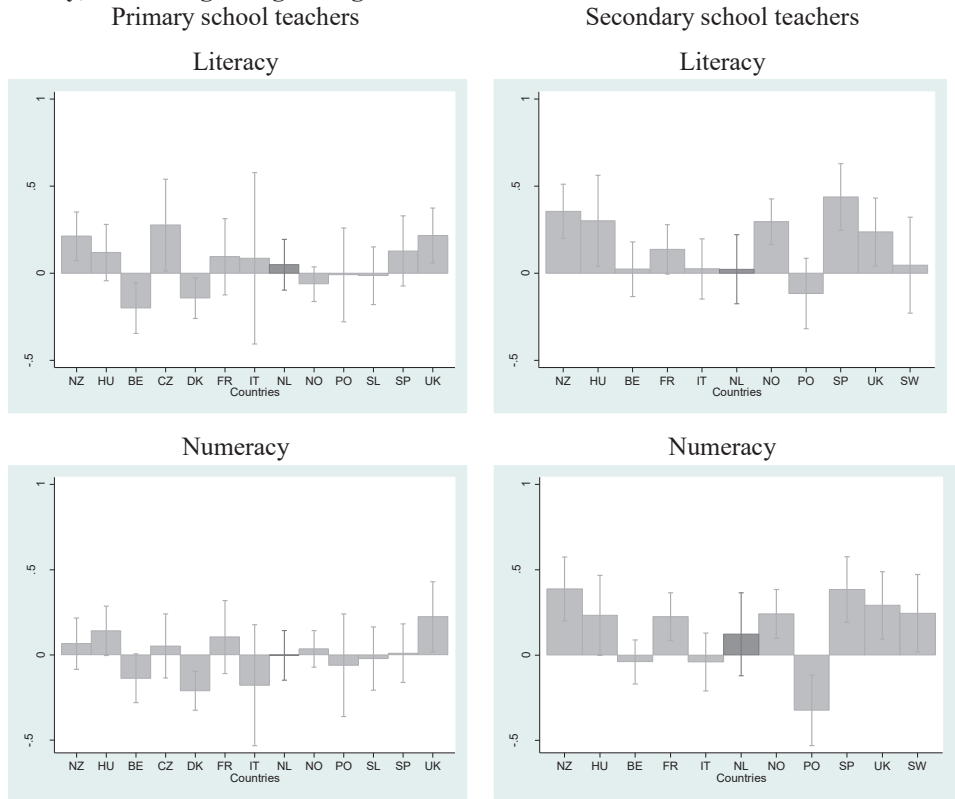 Primary school teachers
Secondary school teachers
Literacy
Literacy
1
.5
0
-.5
NZ HU BE CZ DK FR IT NL NO PO SL SP UK
Countries
1
.5
0
-.5
NZ HU BE FR IT NL NO PO SP UK SW
Countries
Numeracy
Numeracy
1
.5
0
-.5
NZ HU BE CZ DK FR IT NL NO PO SL SP UK
Countries
1
.5
0
-.5
NZ HU BE FR IT NL NO PO SP UK SW
Countries